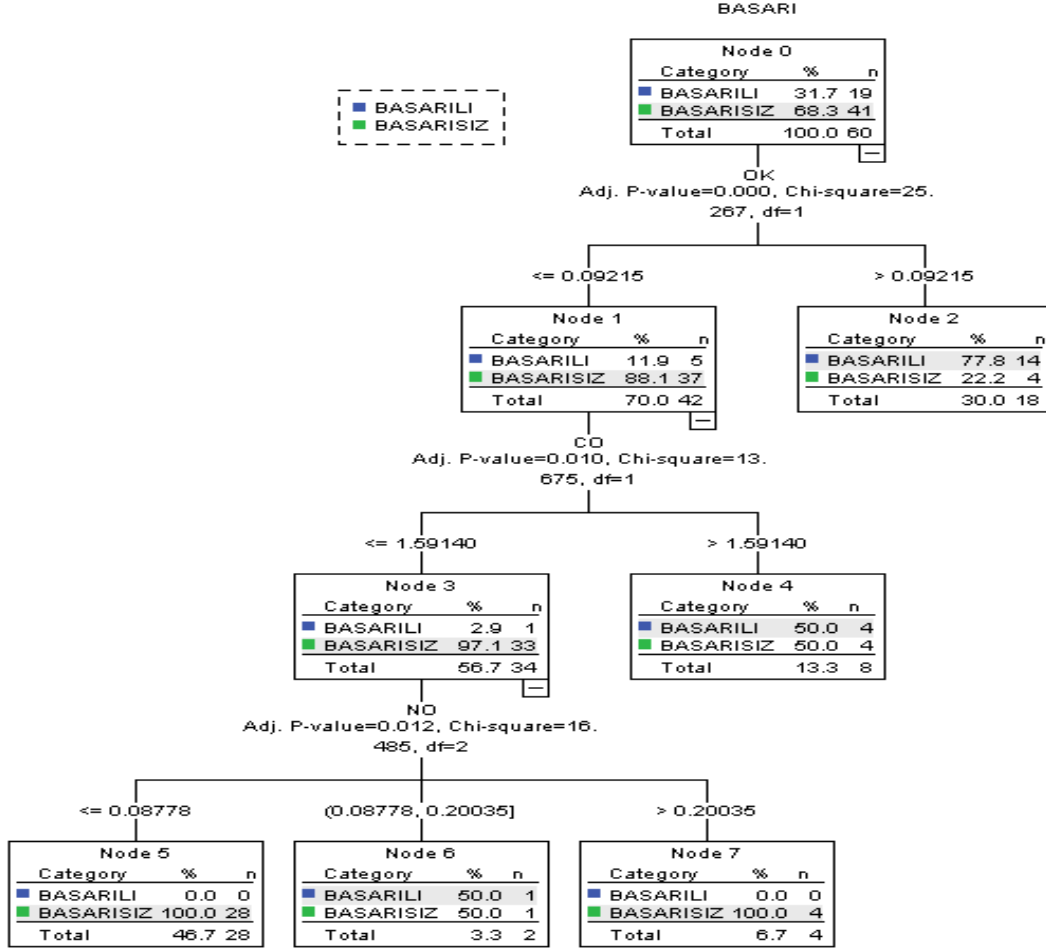 BASARI
BASARILI
BASARISIZ
Node 0
Category % n
BASARILI 31.7 19
BASARISIZ 68.3 41
Total 100.0 60
OK
Adj. P-value=0.000, Chi-square=25.
267, df=1
<= 0.09215
> 0.09215
Node 1
Category % n
BASARILI 11.9 5
BASARISIZ 88.1 37
Total 70.0 42
Node 2
Category % n
BASARILI 77.8 14
BASARISIZ 22.2 4
Total 30.0 18
CO
Adj. P-value=0.010, Chi-square=13.
675, df=1
<= 1.59140
> 1.59140
Node 3
Category % n
BASARILI 2.9 1
BASARISIZ 97.1 33
Total 56.7 34
Node 4
Category % n
BASARILI 50.0 4
BASARISIZ 50.0 4
Total 13.3 8
NO
Adj. P-value=0.012, Chi-square=16.
485, df=2
<= 0.08778
(0.08778, 0.20035]
> 0.20035
Node 5
Category % n
BASARILI 0.0 0
BASARISIZ 100.0 28
Total 46.7 28
Node 6
Category % n
BASARILI 50.0 1
BASARISIZ 50.0 1
Total 3.3 2
Node 7
Category % n
BASARILI 0.0 0
BASARISIZ 100.0 4
Total 6.7 4